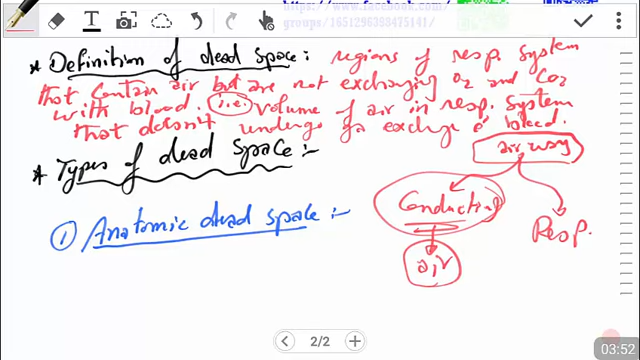 groups/1651296398475141/
* Definition of dead space: regions of resp. system
that contain air but are not exchanging O2 and CO2
with blood. i.e. volume of air in resp. system
that doesn't undergo exchange blood.
* Types of dead space:-
air way
Conducting
Resp.
air
① Anatomic dead space:-
2/2
03:52